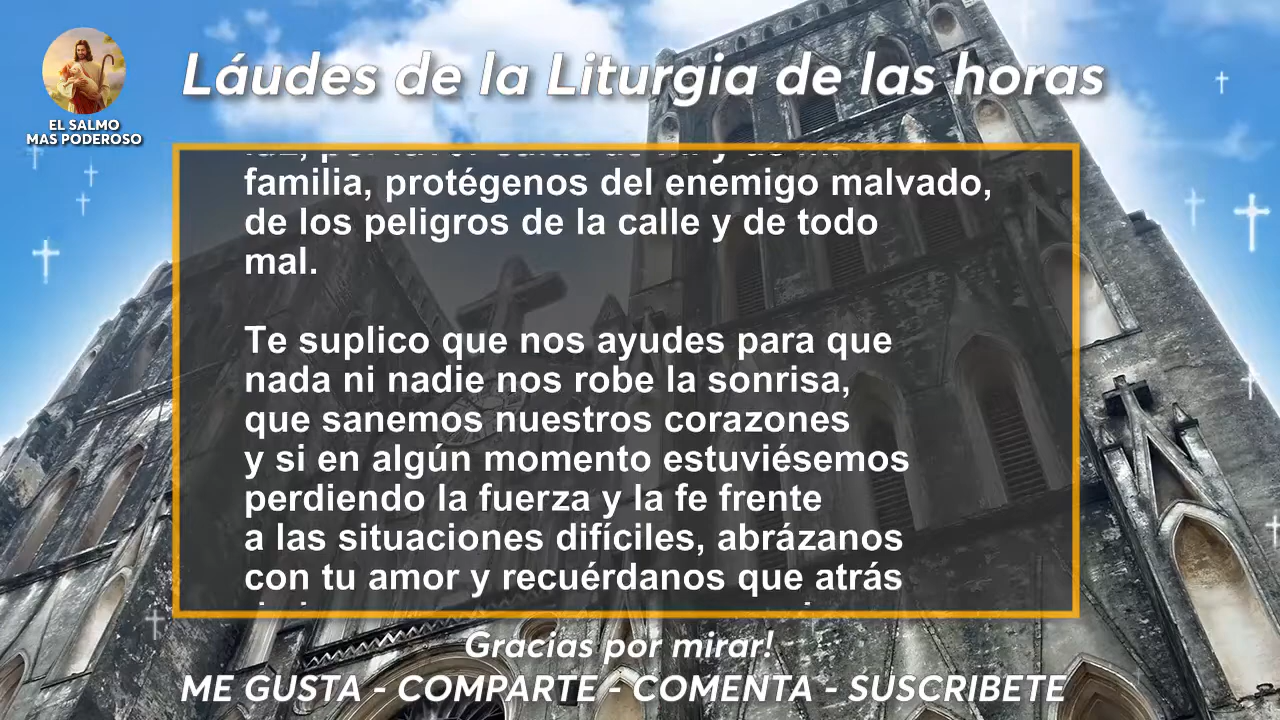 Láudes de la Liturgia de las horas
EL SALMO
MAS PODEROSO
familia, protégenos del enemigo malvado,
de los peligros de la calle y de todo
mal.
Te suplico que nos ayudes para que
nada ni nadie nos robe la sonrisa,
que sanemos nuestros corazones
y si en algún momento estuviésemos
perdiendo la fuerza y la fe frente
a las situaciones difíciles, abrázanos
con tu amor y recuérdanos que atrás
Gracias por mirar!
ME GUSTA - COMPARTE - COMENTA - SUSCRIBETE